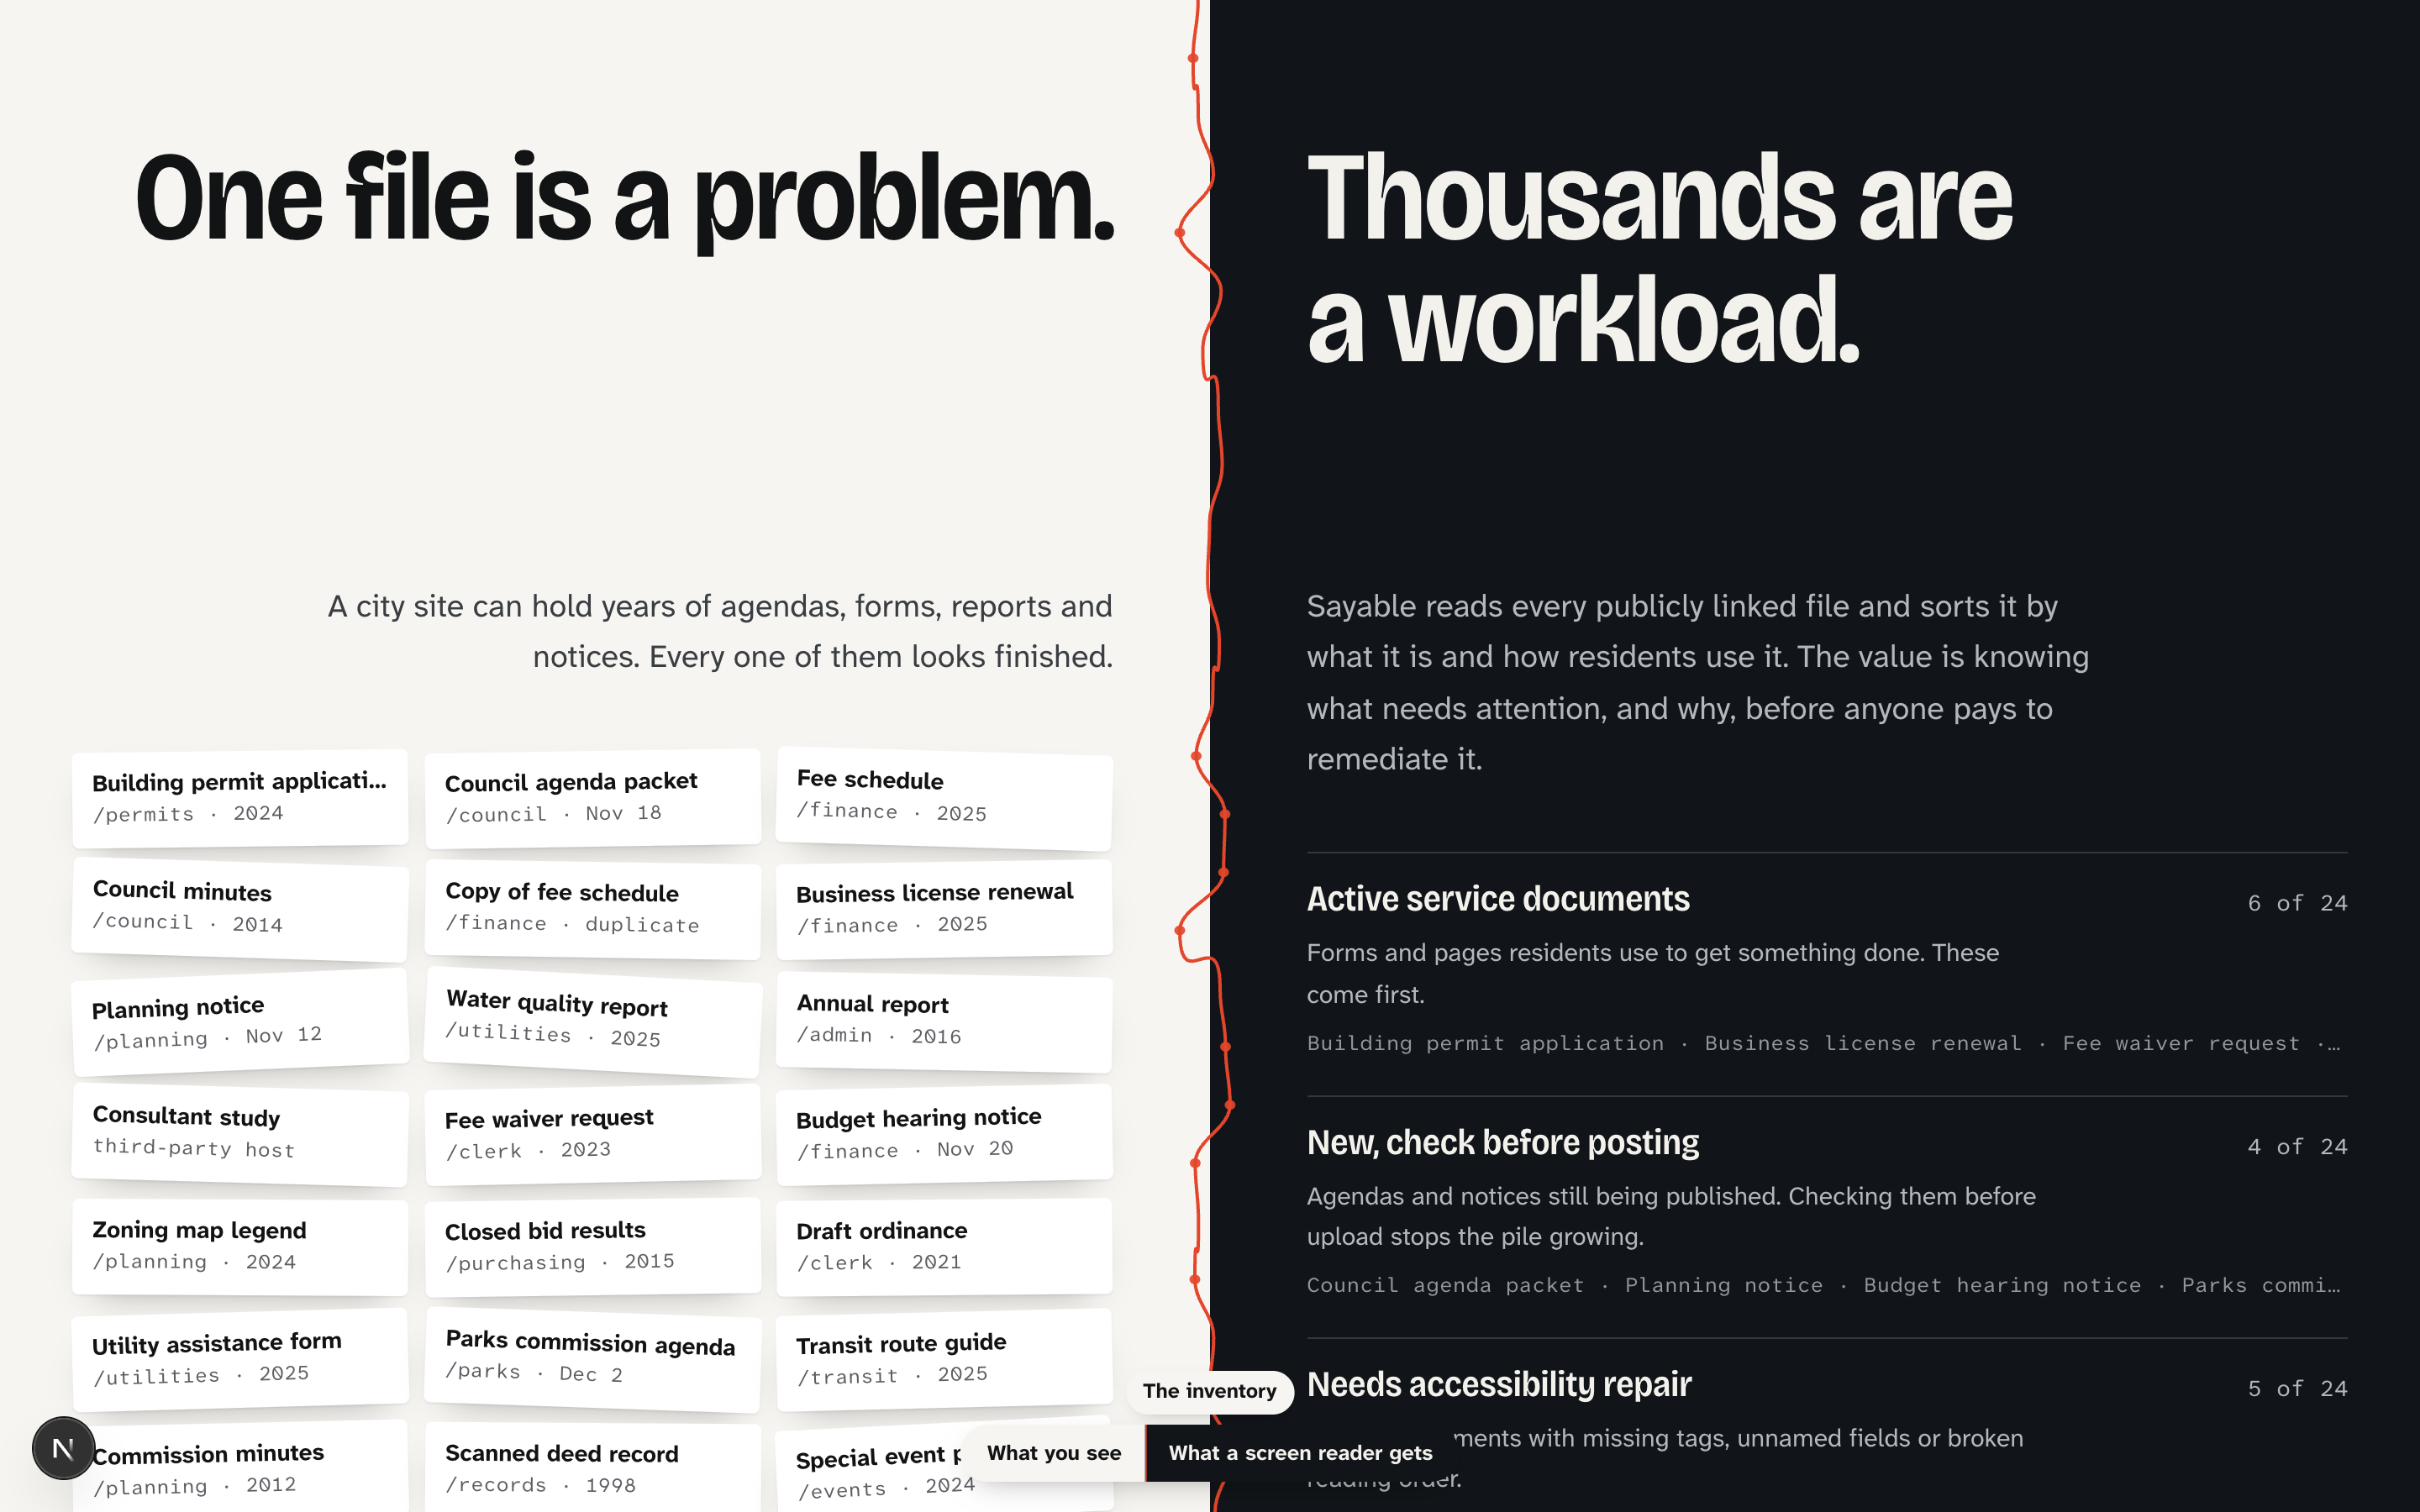 One file is a problem.
A city site can hold years of agendas, forms, reports and
notices. Every one of them looks finished.
Building permit applicati...
/permits · 2024
Council agenda packet
/council · Nov 18
Fee schedule
/finance · 2025
Council minutes
/council · 2014
Copy of fee schedule
/finance · duplicate
Business license renewal
/finance · 2025
Planning notice
/planning · Nov 12
Water quality report
/utilities · 2025
Annual report
/admin · 2016
Consultant study
third-party host
Fee waiver request
/clerk · 2023
Budget hearing notice
/finance · Nov 20
Zoning map legend
/planning · 2024
Closed bid results
/purchasing · 2015
Draft ordinance
/clerk · 2021
Utility assistance form
/utilities · 2025
Parks commission agenda
/parks · Dec 2
Transit route guide
/transit · 2025
Commission minutes
/planning · 2012
Scanned deed record
/records · 1998
Special event p
/events · 2024
Thousands are
a workload.
Sayable reads every publicly linked file and sorts it by
what it is and how residents use it. The value is knowing
what needs attention, and why, before anyone pays to
remediate it.
Active service documents
6 of 24
Forms and pages residents use to get something done. These
come first.
Building permit application · Business license renewal · Fee waiver request ·…
New, check before posting
4 of 24
Agendas and notices still being published. Checking them before
upload stops the pile growing.
Council agenda packet · Planning notice · Budget hearing notice · Parks commi…
Needs accessibility repair
5 of 24
ments with missing tags, unnamed fields or broken
reading order.
The inventory
What you see
What a screen reader gets
N